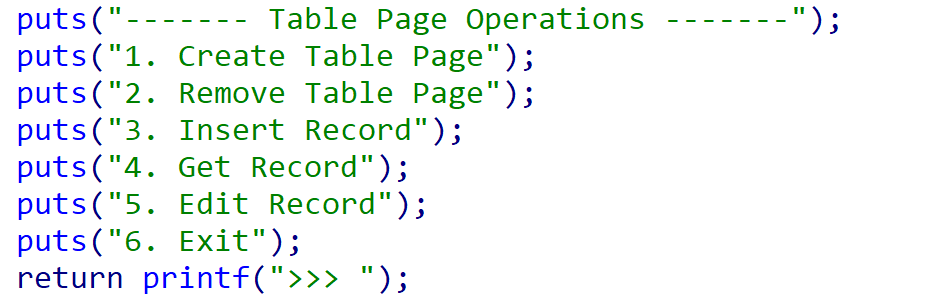 puts("------- Table Page Operations -------");
puts("1. Create Table Page");
puts("2. Remove Table Page");
puts("3. Insert Record");
puts("4. Get Record");
puts("5. Edit Record");
puts("6. Exit");
return printf(">>> ");